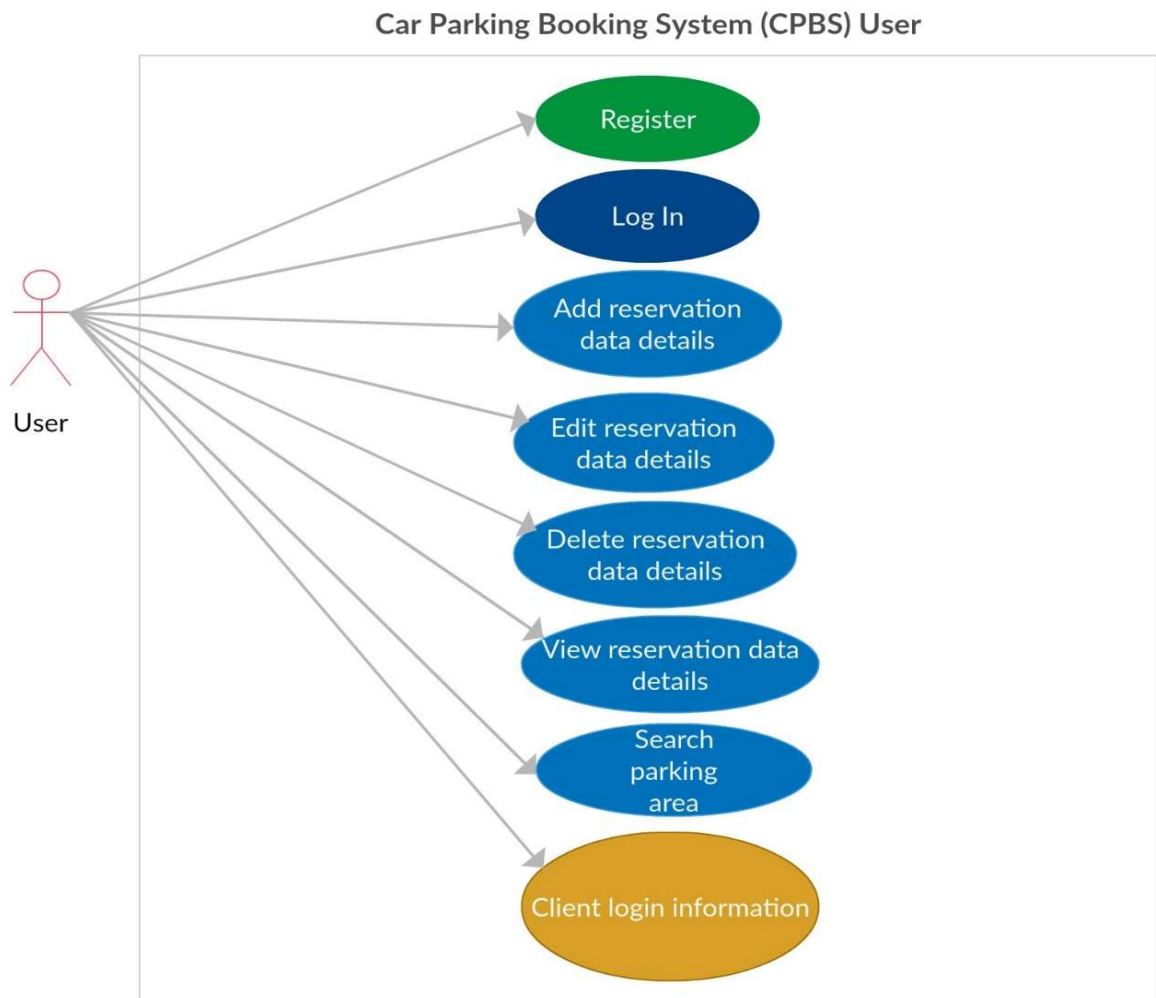 Car Parking Booking System (CPBS) User
Register
Log In
Add reservation
data details
Edit reservation
data details
Delete reservation
data details
View reservation data
details
Search
parking
area
Client login information
User